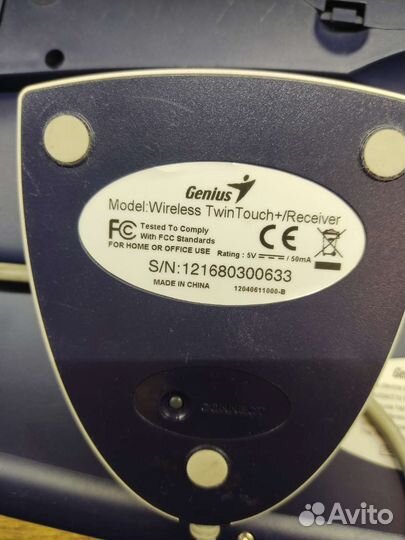 Genius
Model:Wireless TwinTouch+/Receiver
FC Tested To Comply
With FCC Standards
FOR HOME OR OFFICE USE
CE
Rating : 5V ⎓ / 50mA
S/N:121680300633
MADE IN CHINA
12040611000-B
CONNECT
Gen
Avito